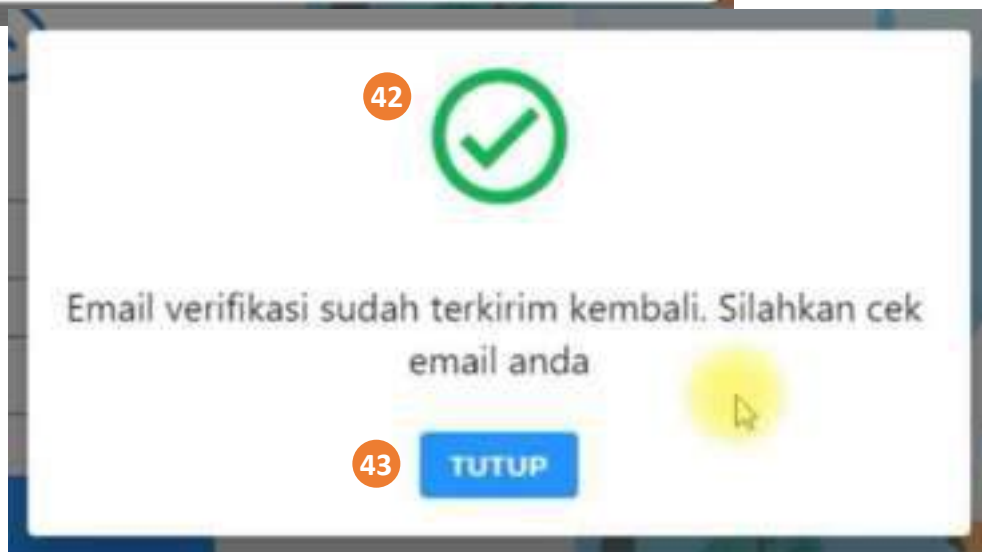 42
Email verifikasi sudah terkirim kembali. Silahkan cek
email anda
43 TUTUP